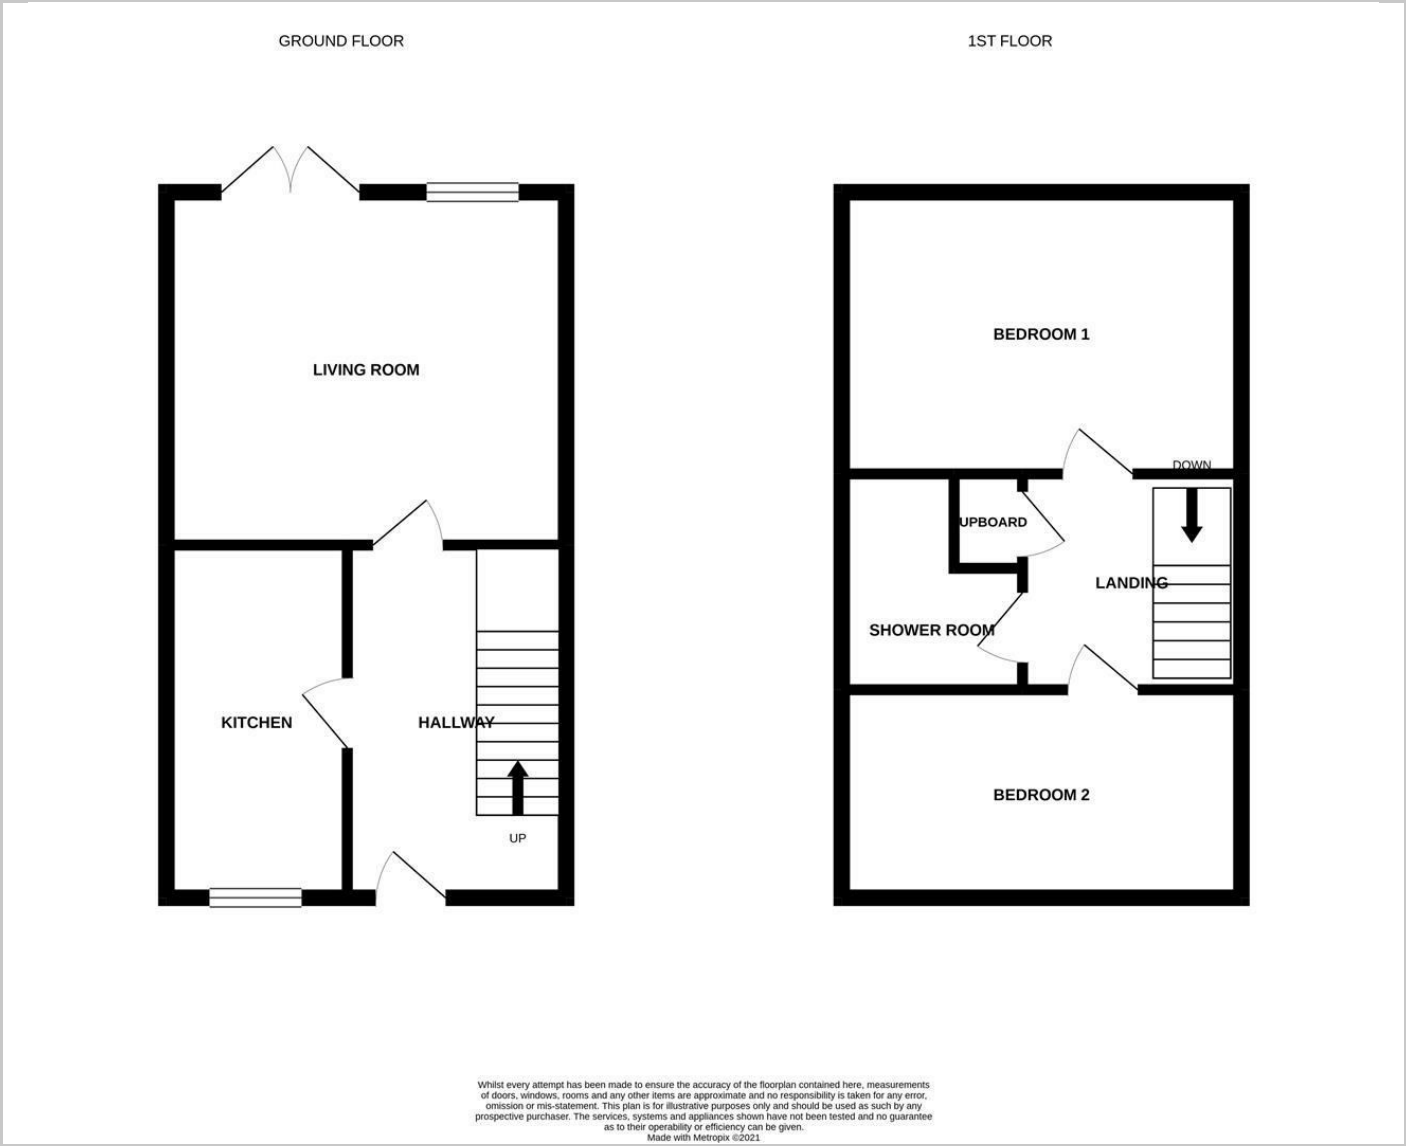 GROUND FLOOR
1ST FLOOR
LIVING ROOM
KITCHEN
HALLWAY
UP
BEDROOM 1
DOWN
UPBOARD
LANDING
SHOWER ROOM
BEDROOM 2
Whilst every attempt has been made to ensure the accuracy of the floorplan contained here, measurements
of doors, windows, rooms and any other items are approximate and no responsibility is taken for any error,
omission or mis-statement. This plan is for illustrative purposes only and should be used as such by any
prospective purchaser. The services, systems and appliances shown have not been tested and no guarantee
as to their operability or efficiency can be given.
Made with Metropix ©2021